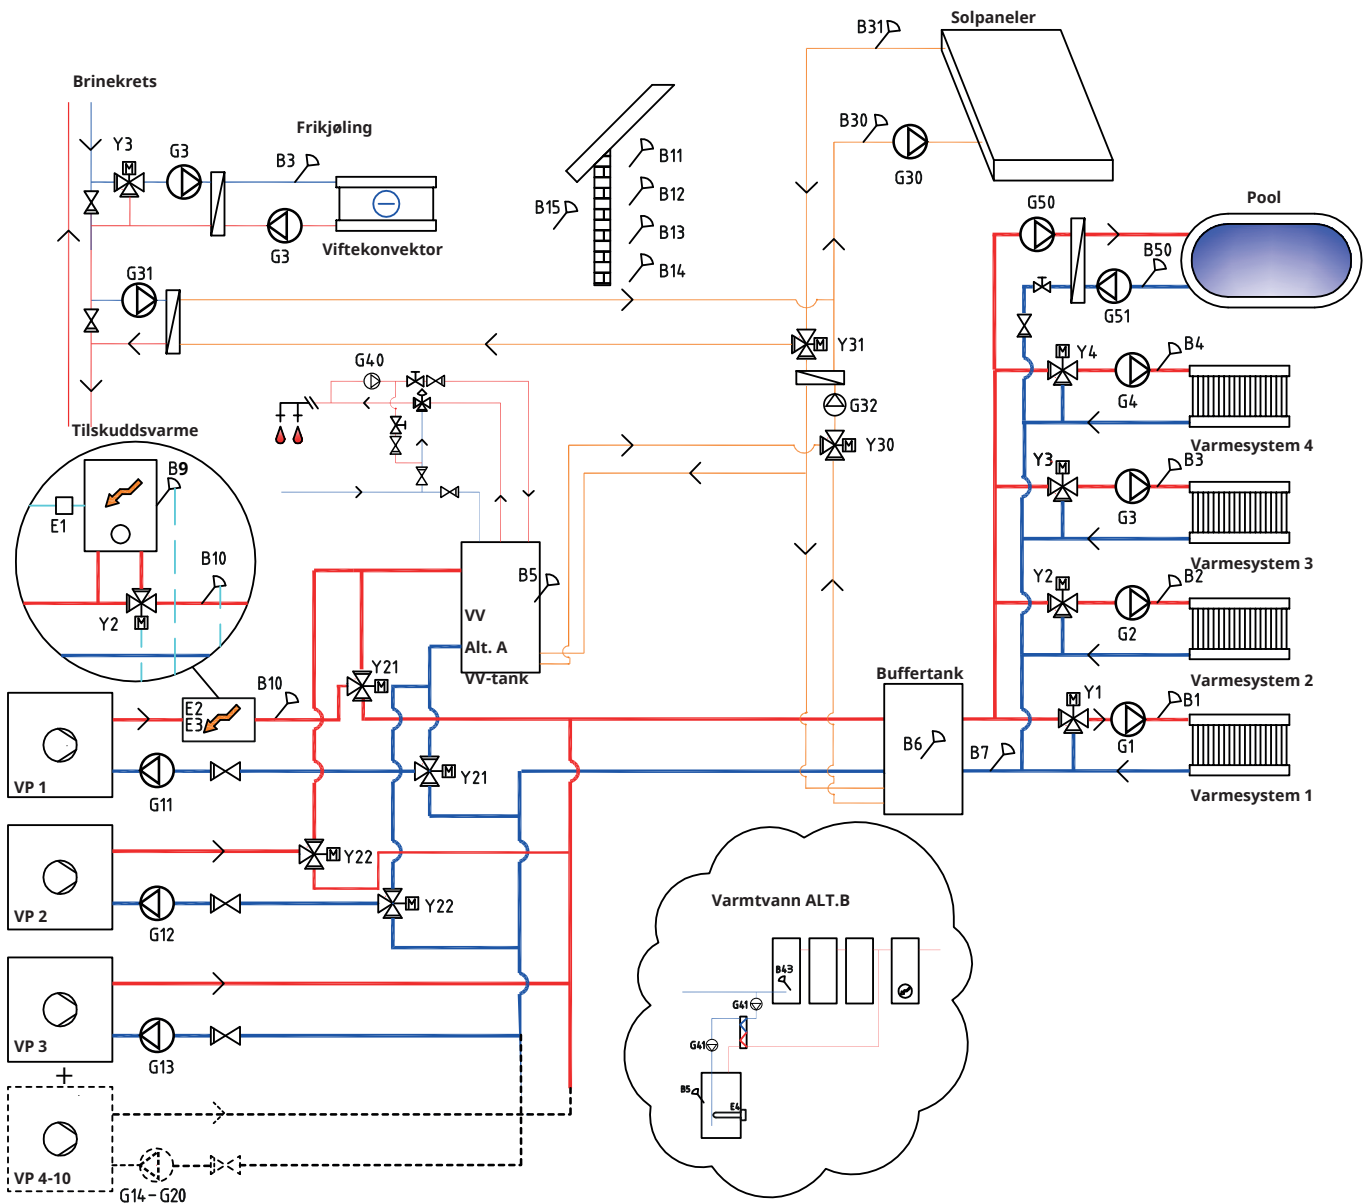 Solpaneler
B31
Brinekrets
B30
Frikjøling
Y3
G3
B3
B11
G30
B12
Pool
B15
G50
B13
G3
Viftekonvektor
B50
B14
G31
G51
Y31
Y4
B4
G40
G32
G4
Tilskuddsvarme
Y30
Varmesystem 4
B9
Y3
B3
E1
G3
B10
Varmesystem 3
B5
Y2
B2
VV
Y2
G2
Alt. A
VV-tank
Y21
Buffertank
Varmesystem 2
B10
E2
E3
Y1
B1
B6
B7
G1
M
VP 1
G11
Y21
Varmesystem 1
Y22
VP 2
G12
Y22
Varmtvann ALT.B
B43
G41
VP 3
G13
G41
+
B5
E4
VP 4-10
G14-G20